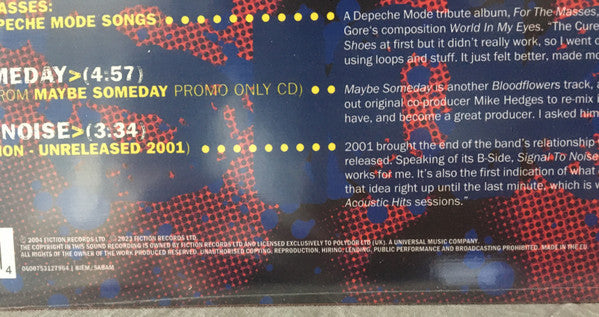 ASSES:
PECHE MODE SONGS)
A Depeche Mode tribute album, For The Masses,
Gore's composition World In My Eyes. "The Cure
Shoes at first but it didn't really work, so I went
using loops and stuff. It just felt better, made mo
MEDAY>(4:57)
FROM MAYBE SOMEDAY PROMO ONLY CD)
Maybe Someday is another Bloodflowers track, a
out original co-producer Mike Hedges to re-mix i
have, and become a great producer. I asked him
NOISE>(3:34)
ION - UNRELEASED 2001)
2001 brought the end of the band's relationship
released. Speaking of its B-Side, Signal To Noise
works for me. It's also the first indication of what
that idea right up until the last minute, which is w
Acoustic Hits sessions."
℗ 2004 FICTION RECORDS LTD. © 2023 FICTION RECORDS LTD.
THE COPYRIGHT IN THIS SOUND RECORDING IS OWNED BY FICTION RECORDS LTD AND LICENSED EXCLUSIVELY TO POLYDOR LTD (UK). A UNIVERSAL MUSIC COMPANY.
ALL RIGHTS OF THE OWNER OF THE WORK PRODUCED RESERVED. UNAUTHORISED COPYING, REPRODUCTION, HIRING, LENDING, PUBLIC PERFORMANCE AND BROADCASTING PROHIBITED. MADE IN THE EU
0600753127964 | BIEM/SABAM
4